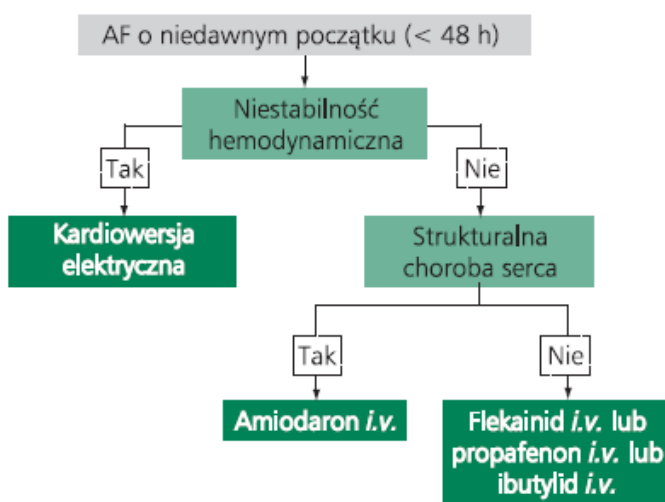 AF o niedawnym początku (< 48 h)
Niestabilność
hemodynamiczna
Tak
Nie
Kardiowersja
elektryczna
Strukturalna
choroba serca
Tak
Nie
Amiodaron i.v.
Flekainid i.v. lub
propafenon i.v. lub
ibutylid i.v.